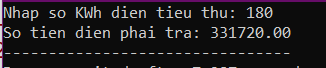 Nhap so KWh dien tieu thu: 180
So tien dien phai tra: 331720.00
--------------------------------